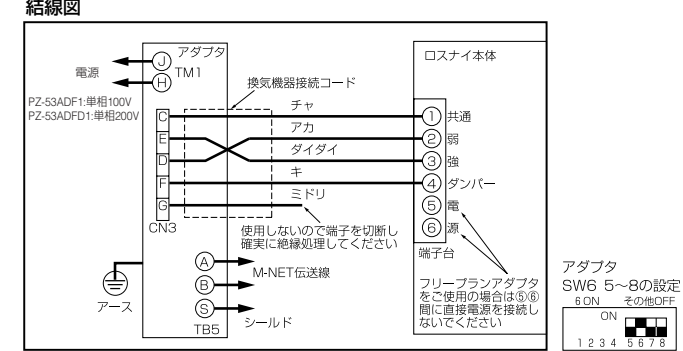 結線図
アダプタ
ロスナイ本体
電源
J
TM1
H
換気機器接続コード
PZ-53ADF1:単相100V
PZ-53ADFD1:単相200V
C
チャ
① 共通
E
アカ
② 弱
D
ダイダイ
③ 強
F
キ
④ ダンパー
G
ミドリ
⑤ 電
CN3
⑥ 源
使用しないので端子を切断し
確実に絶縁処理してください
端子台
A
M-NET伝送線
B
アース
S
シールド
TB5
フリープランアダプタ
をご使用の場合は⑤⑥
間に直接電源を接続し
ないでください
アダプタ
SW6 5～8の設定
6 ON その他OFF
ON
1 2 3 4 5 6 7 8